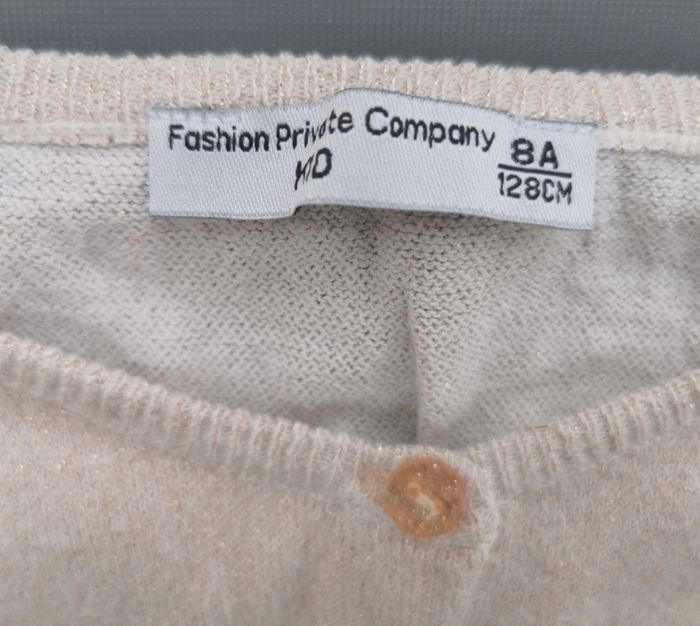 Fashion Private Company
KID
8A
128CM